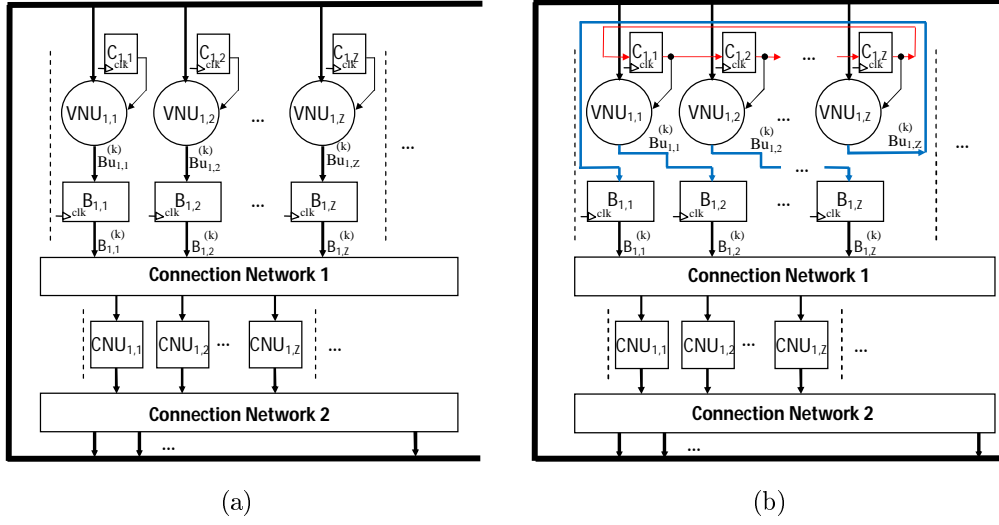 C1,1 C1,2 C1,Z
clk clk clk
VNU1,1 VNU1,2 ... VNU1,Z
(k) (k) (k)
Bu1,1 Bu1,2 Bu1,Z ...
B1,1 B1,2 ... B1,Z
clk clk clk
(k) (k) (k)
B1,1 B1,2 B1,Z
Connection Network 1
CNU1,1 CNU1,2 ... CNU1,Z ...
Connection Network 2
...
(a)
C1,1 C1,2 ... C1,Z
clk clk clk
VNU1,1 VNU1,2 ... VNU1,Z
(k) (k) (k)
Bu1,1 Bu1,2 Bu1,Z ...
...
B1,1 B1,2 ... B1,Z
clk clk clk
(k) (k) (k)
B1,1 B1,2 B1,Z
Connection Network 1
CNU1,1 CNU1,2 ... CNU1,Z ...
Connection Network 2
...
(b)